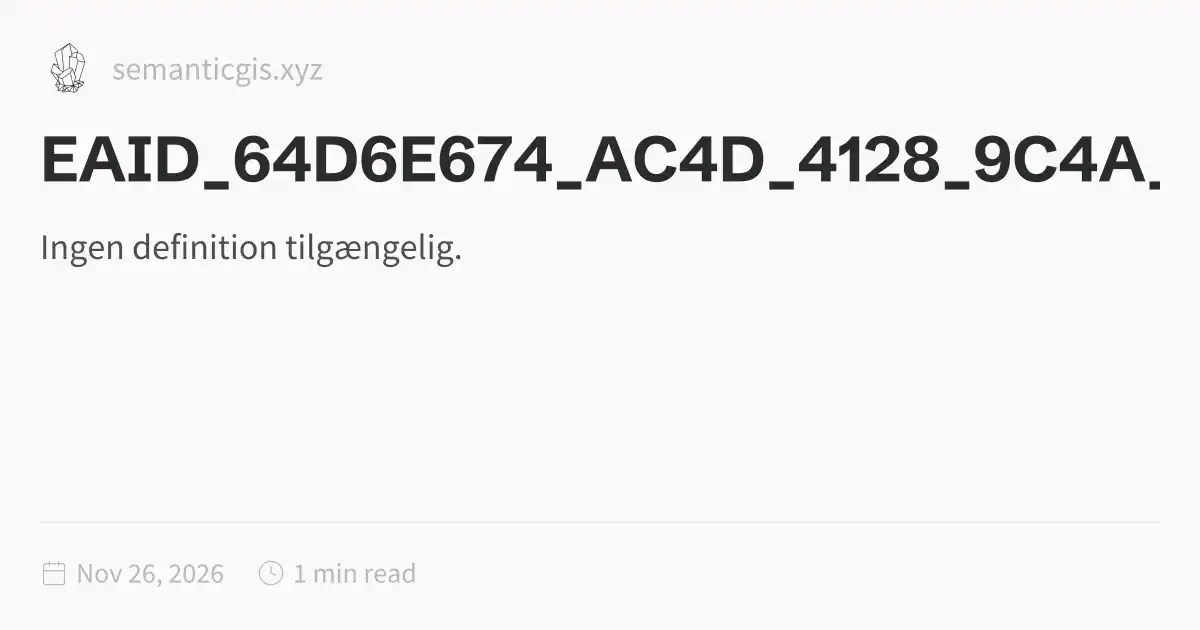 semanticgis.xyz
EAID_64D6E674_AC4D_4128_9C4A_
Ingen definition tilgængelig.
Nov 26, 2026 1 min read